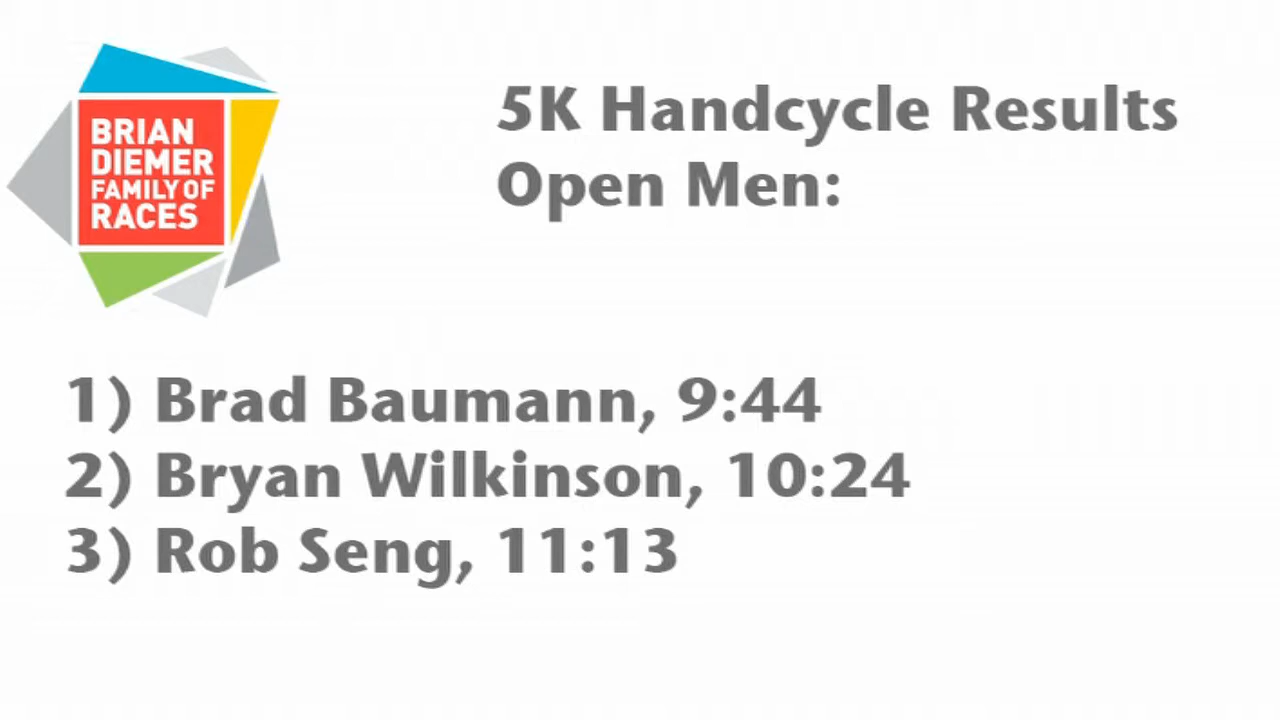 BRIAN
DIEMER
FAMILY OF
RACES
5K Handcycle Results
Open Men:
1) Brad Baumann, 9:44
2) Bryan Wilkinson, 10:24
3) Rob Seng, 11:13